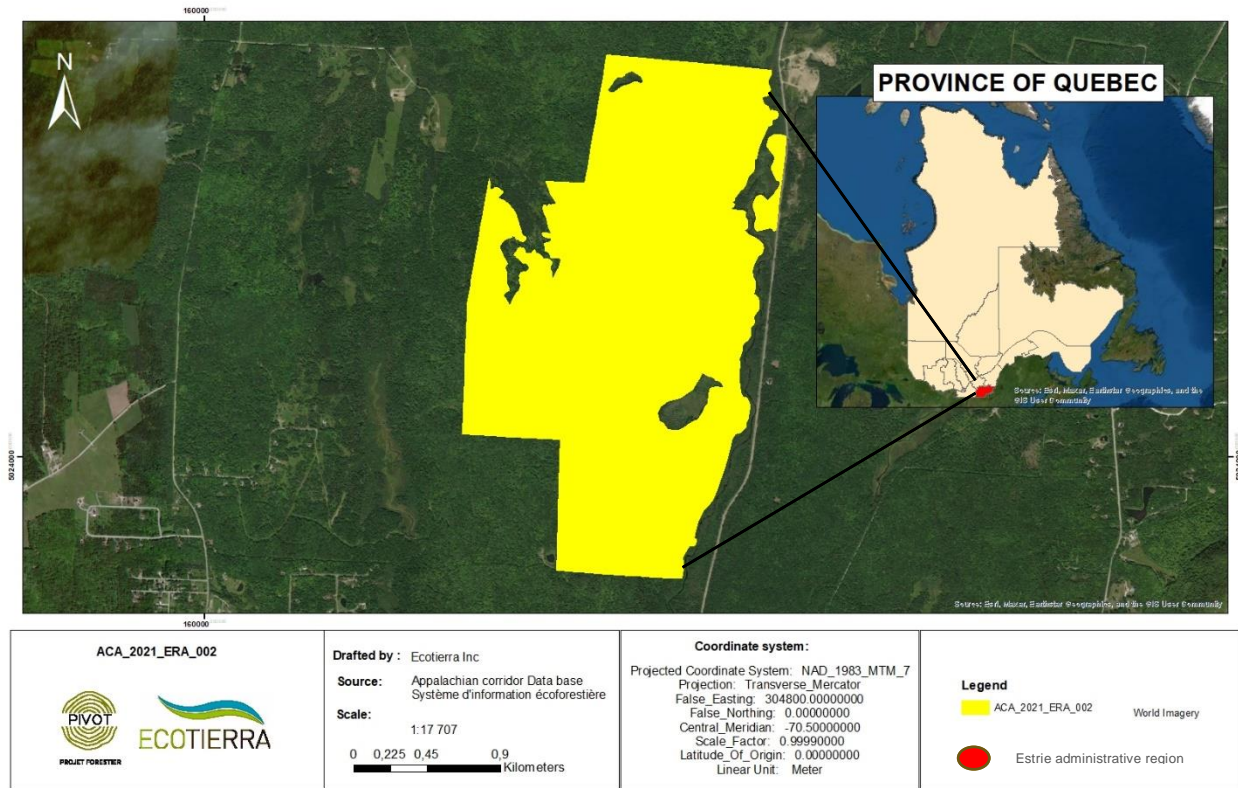 160000
N
PROVINCE OF QUEBEC
Source: Esri, Maxar, Earthstar Geographics, and the
GIS User Community
5024000
5024000
Source: Esri, Maxar, Earthstar Geographics, and the GIS User Community
160000
ACA_2021_ERA_002
PIVOT
PROJET FORESTIER
ECOTIERRA
Drafted by : Ecotierra Inc
Source: Appalachian corridor Data base
Système d'information écoforestière
Scale:
1:17 707
0 0,225 0,45 0,9
Kilometers
Coordinate system:
Projected Coordinate System: NAD_1983_MTM_7
Projection: Transverse_Mercator
False_Easting: 304800.00000000
False_Northing: 0.00000000
Central_Meridian: -70.50000000
Scale_Factor: 0.99990000
Latitude_Of_Origin: 0.00000000
Linear Unit: Meter
Legend
ACA_2021_ERA_002
World Imagery
Estrie administrative region